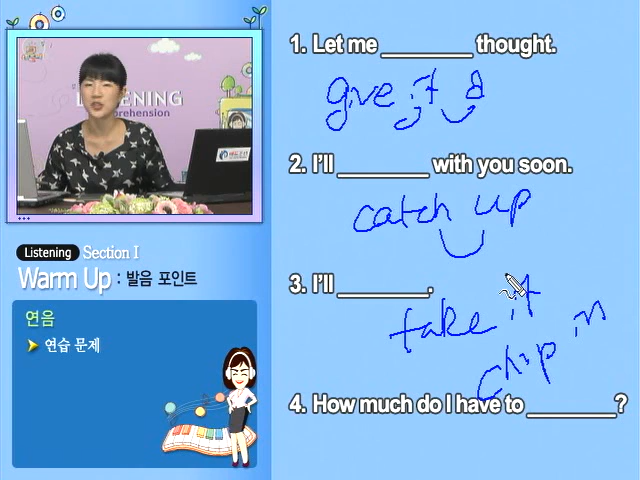 LISTENING
Comprehension
Listening Section I
Warm Up : 발음 포인트
연음
연습 문제
1. Let me ________ thought.
give it a
2. I'll ________ with you soon.
catch up
3. I'll ________.
take it
chip in
4. How much do I have to ________?